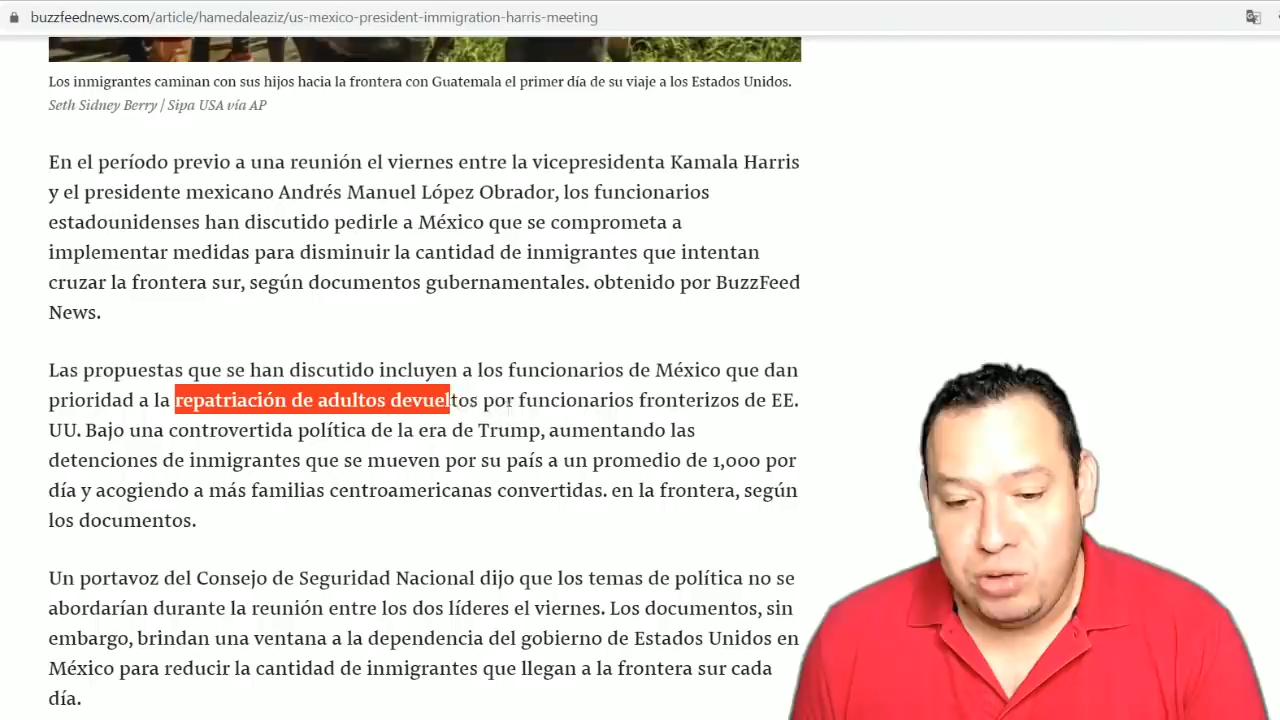 buzzfeednews.com/article/hamedaleaziz/us-mexico-president-immigration-harris-meeting
Los inmigrantes caminan con sus hijos hacia la frontera con Guatemala el primer día de su viaje a los Estados Unidos.
Seth Sidney Berry / Sipa USA vía AP
En el período previo a una reunión el viernes entre la vicepresidenta Kamala Harris
y el presidente mexicano Andrés Manuel López Obrador, los funcionarios
estadounidenses han discutido pedirle a México que se comprometa a
implementar medidas para disminuir la cantidad de inmigrantes que intentan
cruzar la frontera sur, según documentos gubernamentales. obtenido por BuzzFeed
News.
Las propuestas que se han discutido incluyen a los funcionarios de México que dan
prioridad a la repatriación de adultos devueltos por funcionarios fronterizos de EE.
UU. Bajo una controvertida política de la era de Trump, aumentando las
detenciones de inmigrantes que se mueven por su país a un promedio de 1,000 por
día y acogiendo a más familias centroamericanas convertidas. en la frontera, según
los documentos.
Un portavoz del Consejo de Seguridad Nacional dijo que los temas de política no se
abordarían durante la reunión entre los dos líderes el viernes. Los documentos, sin
embargo, brindan una ventana a la dependencia del gobierno de Estados Unidos en
México para reducir la cantidad de inmigrantes que llegan a la frontera sur cada
día.